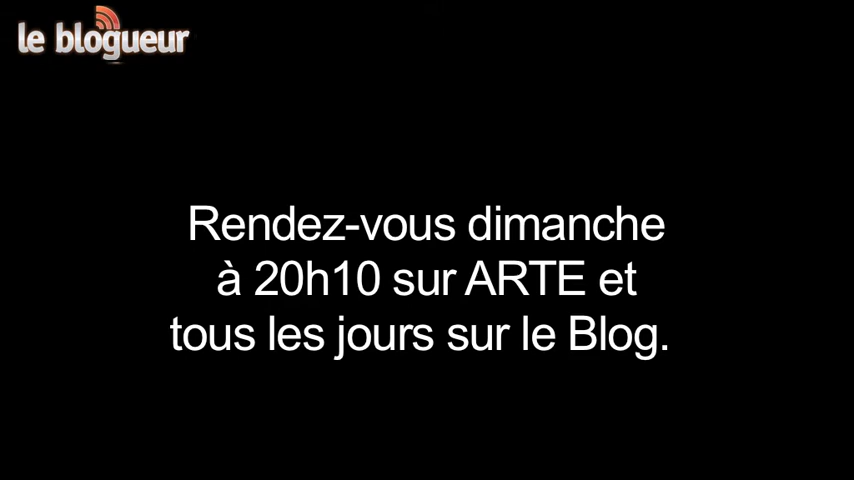 le blogueur
Rendez-vous dimanche
à 20h10 sur ARTE et
tous les jours sur le Blog.